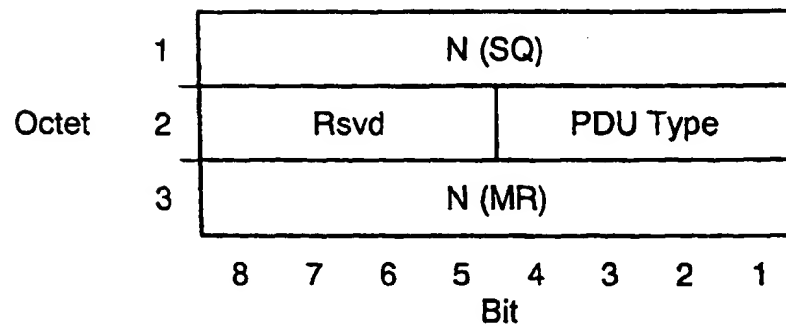 1 N (SQ)
Octet 2 Rsvd PDU Type
3 N (MR)
8 7 6 5 4 3 2 1
Bit